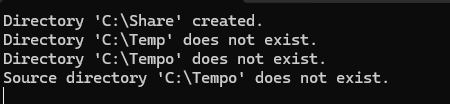 Directory 'C:\Share' created.
Directory 'C:\Temp' does not exist.
Directory 'C:\Tempo' does not exist.
Source directory 'C:\Tempo' does not exist.